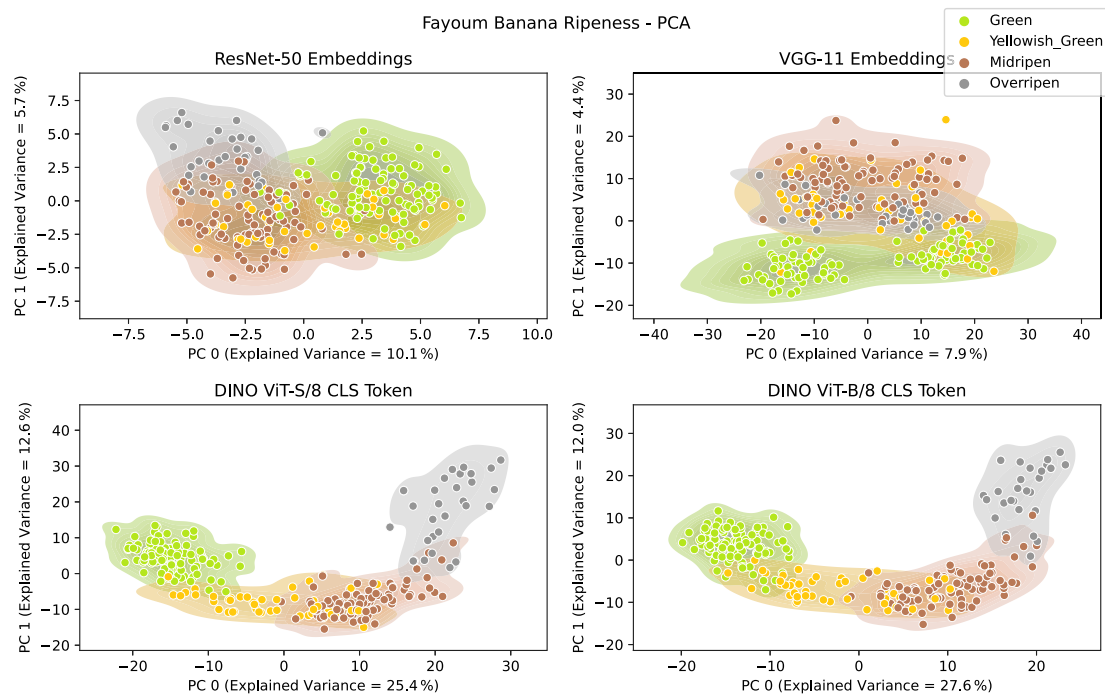 Fayoum Banana Ripeness - PCA
Green
Yellowish_Green
Midripen
Overripen
ResNet-50 Embeddings
PC 1 (Explained Variance = 5.7 %)
7.5
5.0
2.5
0.0
−2.5
−5.0
−7.5
−7.5 −5.0 −2.5 0.0 2.5 5.0 7.5 10.0
PC 0 (Explained Variance = 10.1 %)
VGG-11 Embeddings
PC 1 (Explained Variance = 4.4 %)
30
20
10
0
−10
−20
−40 −30 −20 −10 0 10 20 30 40
PC 0 (Explained Variance = 7.9 %)
DINO ViT-S/8 CLS Token
PC 1 (Explained Variance = 12.6 %)
40
30
20
10
0
−10
−20
−20 −10 0 10 20 30
PC 0 (Explained Variance = 25.4 %)
DINO ViT-B/8 CLS Token
PC 1 (Explained Variance = 12.0 %)
30
20
10
0
−10
−20
−20 −10 0 10 20
PC 0 (Explained Variance = 27.6 %)